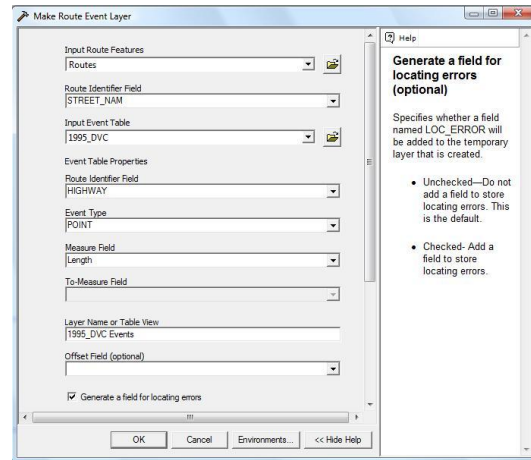 Make Route Event Layer
Input Route Features
Routes
Route Identifier Field
STREET_NAM
Input Event Table
1995_DVC
Event Table Properties
Route Identifier Field
HIGHWAY
Event Type
POINT
Measure Field
Length
To-Measure Field
Layer Name or Table View
1995_DVC Events
Offset Field (optional)
Generate a field for locating errors
OK
Cancel
Environments...
<< Hide Help
Help
Generate a field for
locating errors
(optional)
Specifies whether a field
named LOC_ERROR will
be added to the temporary
layer that is created.
• Unchecked—Do not
add a field to store
locating errors. This
is the default.
• Checked- Add a
field to store
locating errors.